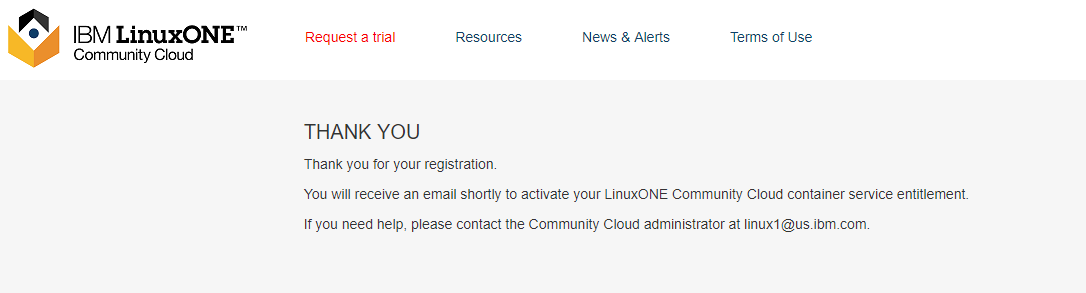 IBM LinuxONE™
Community Cloud
Request a trial
Resources
News & Alerts
Terms of Use
THANK YOU
Thank you for your registration.
You will receive an email shortly to activate your LinuxONE Community Cloud container service entitlement.
If you need help, please contact the Community Cloud administrator at linux1@us.ibm.com.